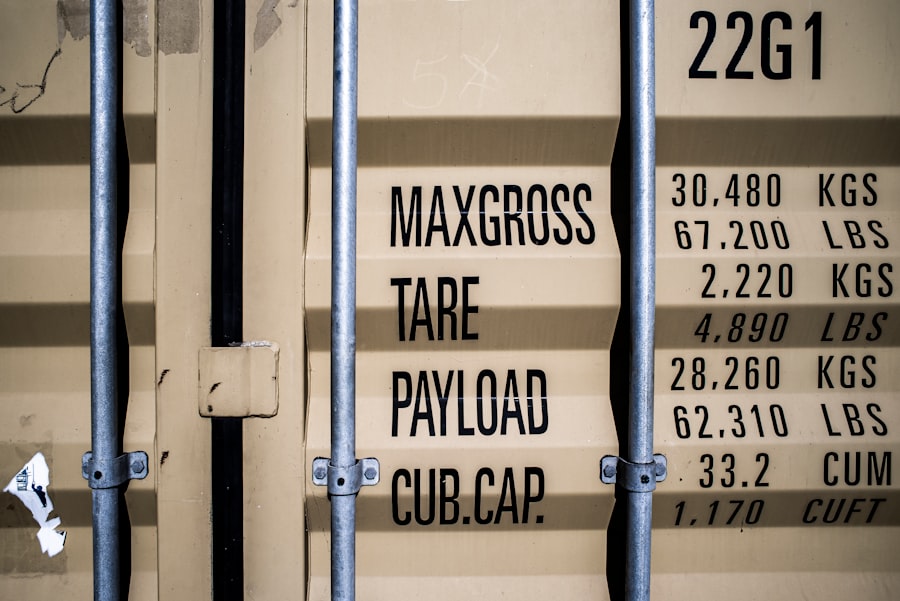 22G1
MAXGROSS 30,480 KGS
67,200 LBS
TARE 2,220 KGS
4,890 LBS
PAYLOAD 28,260 KGS
62,310 LBS
CUB.CAP. 33.2 CUM
1,170 CUFT